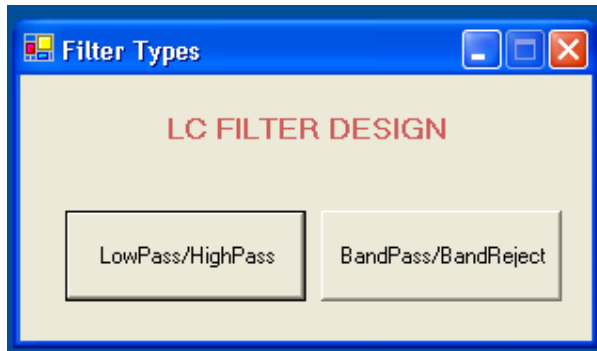 Filter Types
LC FILTER DESIGN
LowPass/HighPass BandPass/BandReject